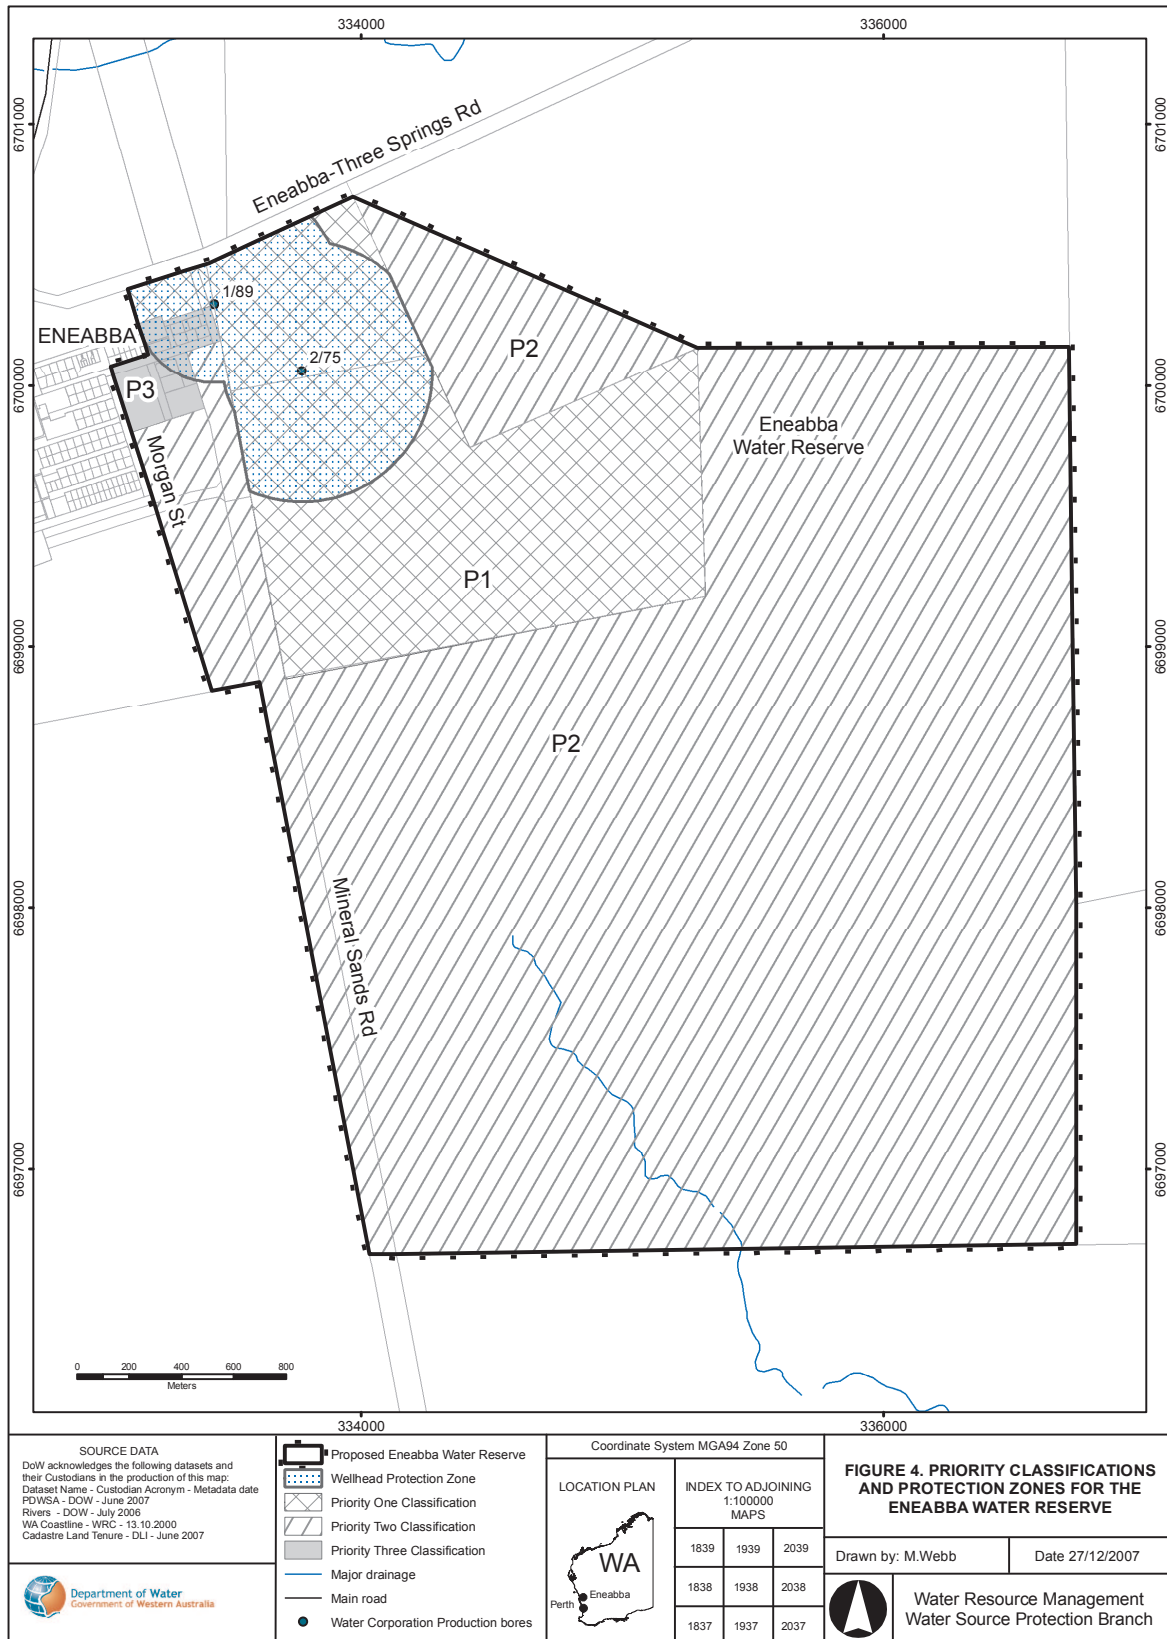 334000
336000
6701000
6701000
Eneabba-Three Springs Rd
1/89
ENEABBA
2/75
P2
6700000
6700000
P3
Eneabba
Water Reserve
Morgan St
P1
6699000
6699000
P2
Mineral Sands Rd
6698000
6698000
6697000
6697000
0 200 400 600 800
Meters
334000
336000
SOURCE DATA
DoW acknowledges the following datasets and
their Custodians in the production of this map:
Dataset Name - Custodian Acronym - Metadata date
PDWSA - DOW - June 2007
Rivers - DOW - July 2006
WA Coastline - WRC - 13.10.2000
Cadastre Land Tenure - DLI - June 2007
Department of Water
Government of Western Australia
Proposed Eneabba Water Reserve
Wellhead Protection Zone
Priority One Classification
Priority Two Classification
Priority Three Classification
Major drainage
Main road
Water Corporation Production bores
Coordinate System MGA94 Zone 50
LOCATION PLAN
WA
Eneabba
Perth
INDEX TO ADJOINING
1:100000
MAPS
1839 1939 2039
1838 1938 2038
1837 1937 2037
FIGURE 4. PRIORITY CLASSIFICATIONS
AND PROTECTION ZONES FOR THE
ENEABBA WATER RESERVE
Drawn by: M.Webb
Date 27/12/2007
Water Resource Management
Water Source Protection Branch